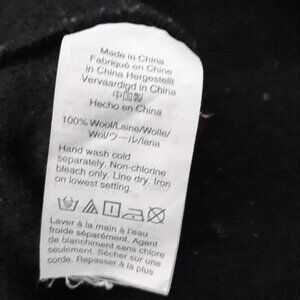 Made in China
Fabriqué en Chine
in China Hergestellt
Vervaardigd in China
中国製
Hecho en China
100% Wool/Laine/Wolle/
Wol/ウール/lana
Hand wash cold
separately. Non-chlorine
bleach only. Line dry. Iron
on lowest setting.
Laver à la main à l'eau
froide séparément. Agent
de blanchiment sans chlore
seulement. Sécher sur une
corde. Repasser à la plus